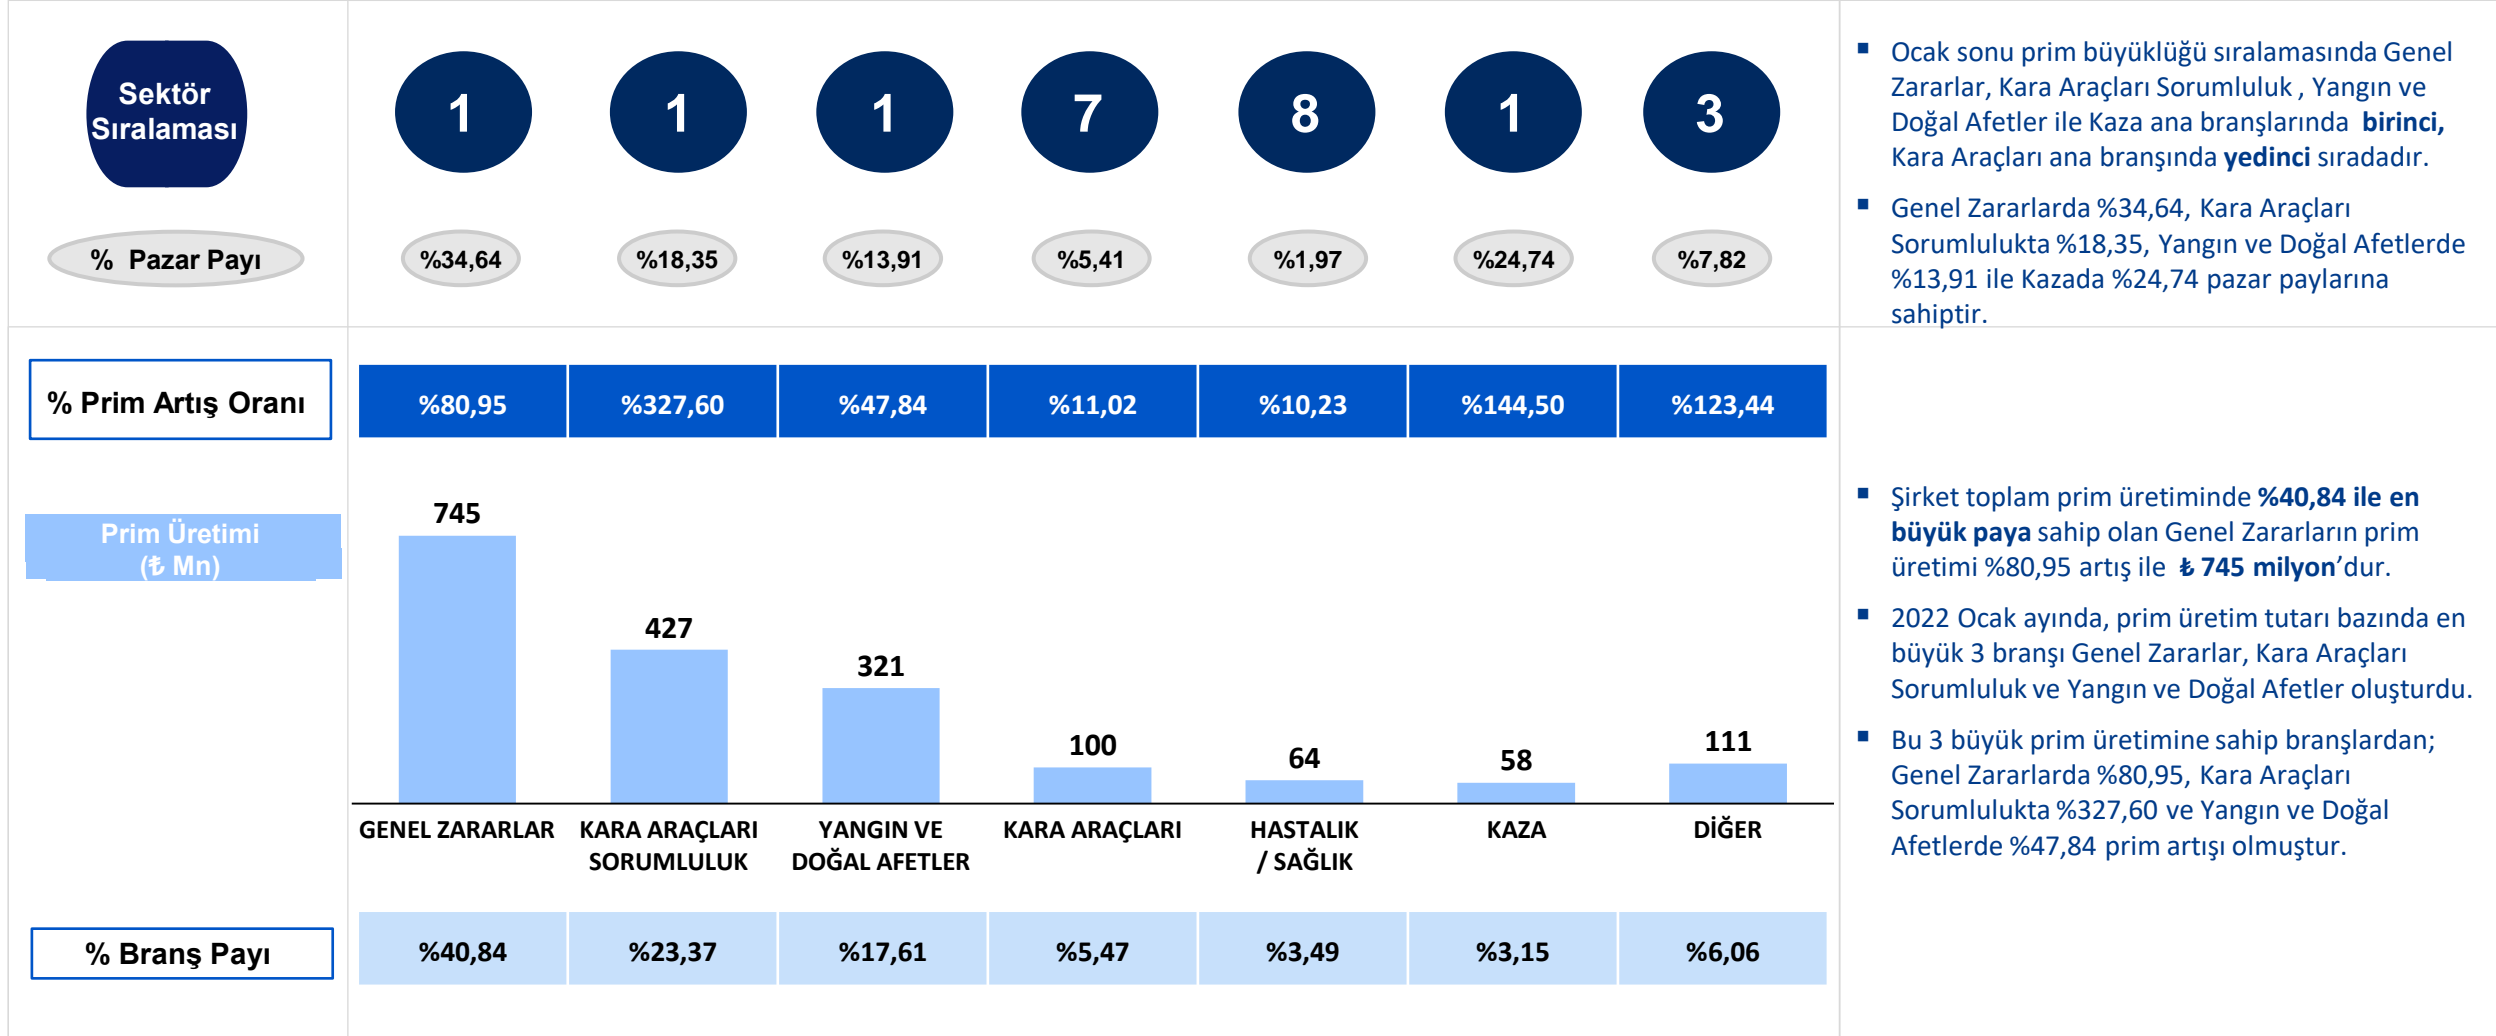 Sektör
Sıralaması
1 1 1 7 8 1 3
% Pazar Payı
%34,64 %18,35 %13,91 %5,41 %1,97 %24,74 %7,82
▪ Ocak sonu prim büyüklüğü sıralamasında Genel
Zararlar, Kara Araçları Sorumluluk , Yangın ve
Doğal Afetler ile Kaza ana branşlarında birinci,
Kara Araçları ana branşında yedinci sıradadır.
▪ Genel Zararlarda %34,64, Kara Araçları
Sorumlulukta %18,35, Yangın ve Doğal Afetlerde
%13,91 ile Kazada %24,74 pazar paylarına
sahiptir.
% Prim Artış Oranı
%80,95 %327,60 %47,84 %11,02 %10,23 %144,50 %123,44
Prim Üretimi
(₺ Mn)
745
427
321
100
64
58
111
GENEL ZARARLAR
KARA ARAÇLARI
SORUMLULUK
YANGIN VE
DOĞAL AFETLER
KARA ARAÇLARI
HASTALIK
/ SAĞLIK
KAZA
DİĞER
% Branş Payı
%40,84 %23,37 %17,61 %5,47 %3,49 %3,15 %6,06
▪ Şirket toplam prim üretiminde %40,84 ile en
büyük paya sahip olan Genel Zararların prim
üretimi %80,95 artış ile ₺ 745 milyon’dur.
▪ 2022 Ocak ayında, prim üretim tutarı bazında en
büyük 3 branşı Genel Zararlar, Kara Araçları
Sorumluluk ve Yangın ve Doğal Afetler oluşturdu.
▪ Bu 3 büyük prim üretimine sahip branşlardan;
Genel Zararlarda %80,95, Kara Araçları
Sorumlulukta %327,60 ve Yangın ve Doğal
Afetlerde %47,84 prim artışı olmuştur.